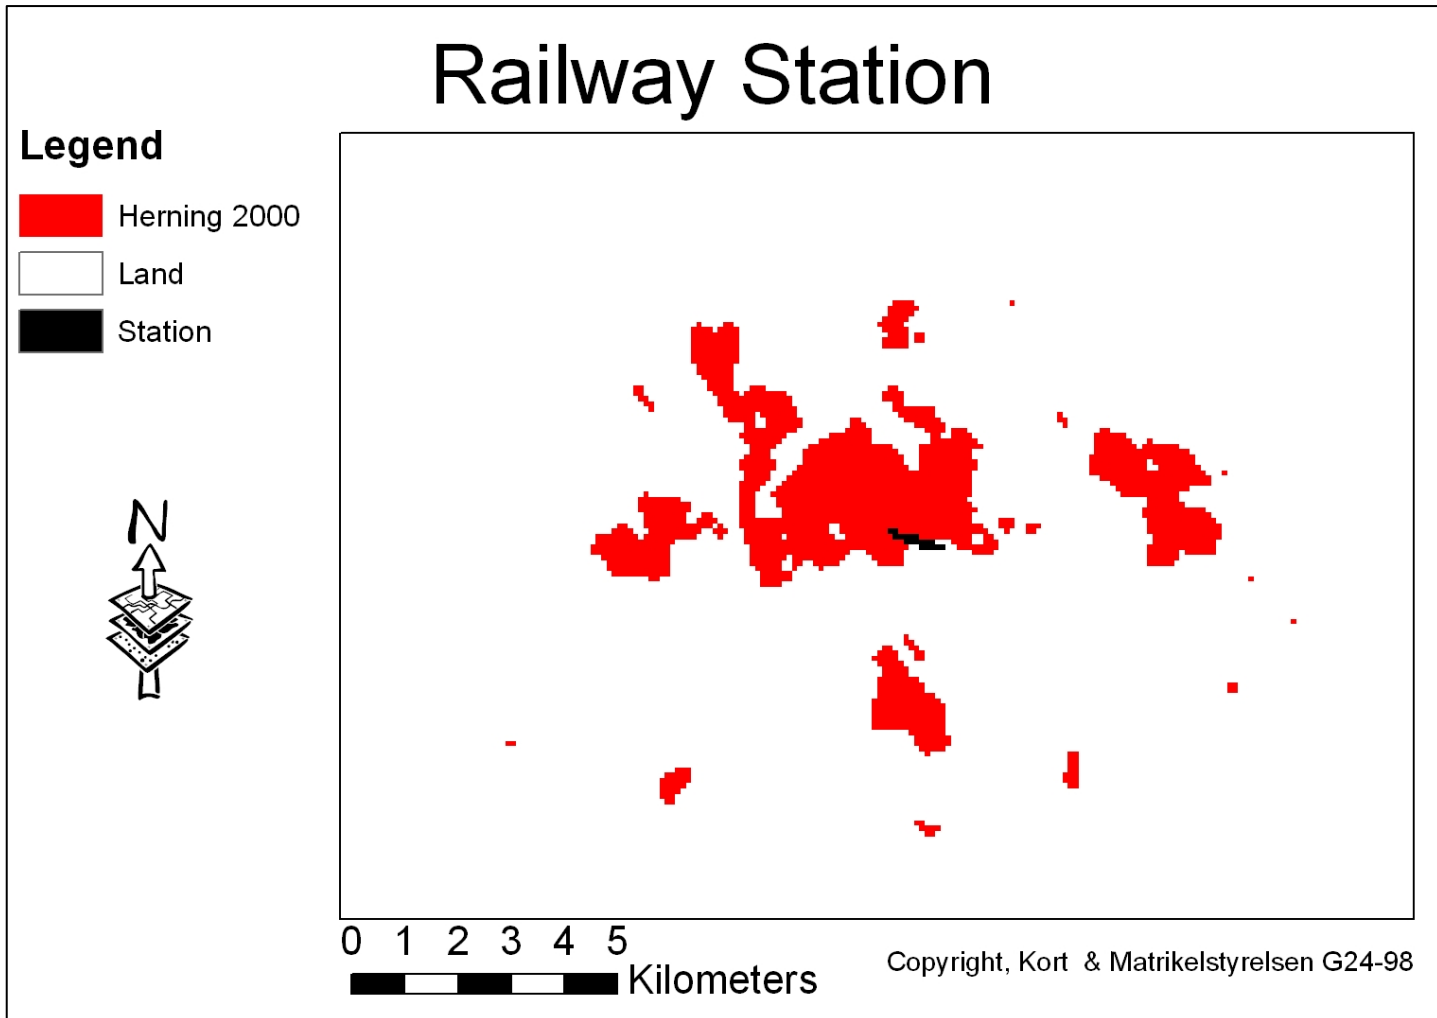 Railway Station
Legend
Herning 2000
Land
Station
N
0 1 2 3 4 5
Kilometers
Copyright, Kort & Matrikelstyrelsen G24-98